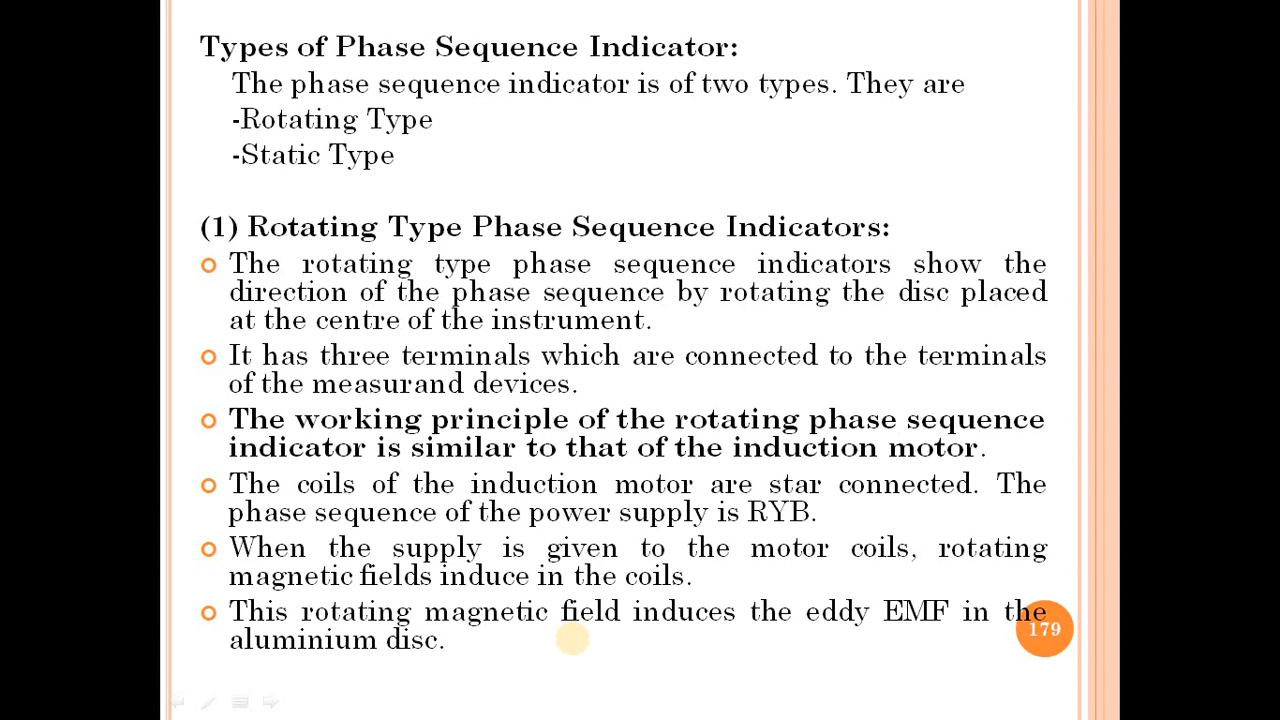 Types of Phase Sequence Indicator:
The phase sequence indicator is of two types. They are
-Rotating Type
-Static Type
(1) Rotating Type Phase Sequence Indicators:
The rotating type phase sequence indicators show the
direction of the phase sequence by rotating the disc placed
at the centre of the instrument.
It has three terminals which are connected to the terminals
of the measurand devices.
The working principle of the rotating phase sequence
indicator is similar to that of the induction motor.
The coils of the induction motor are star connected. The
phase sequence of the power supply is RYB.
When the supply is given to the motor coils, rotating
magnetic fields induce in the coils.
This rotating magnetic field induces the eddy EMF in the
aluminium disc.
179